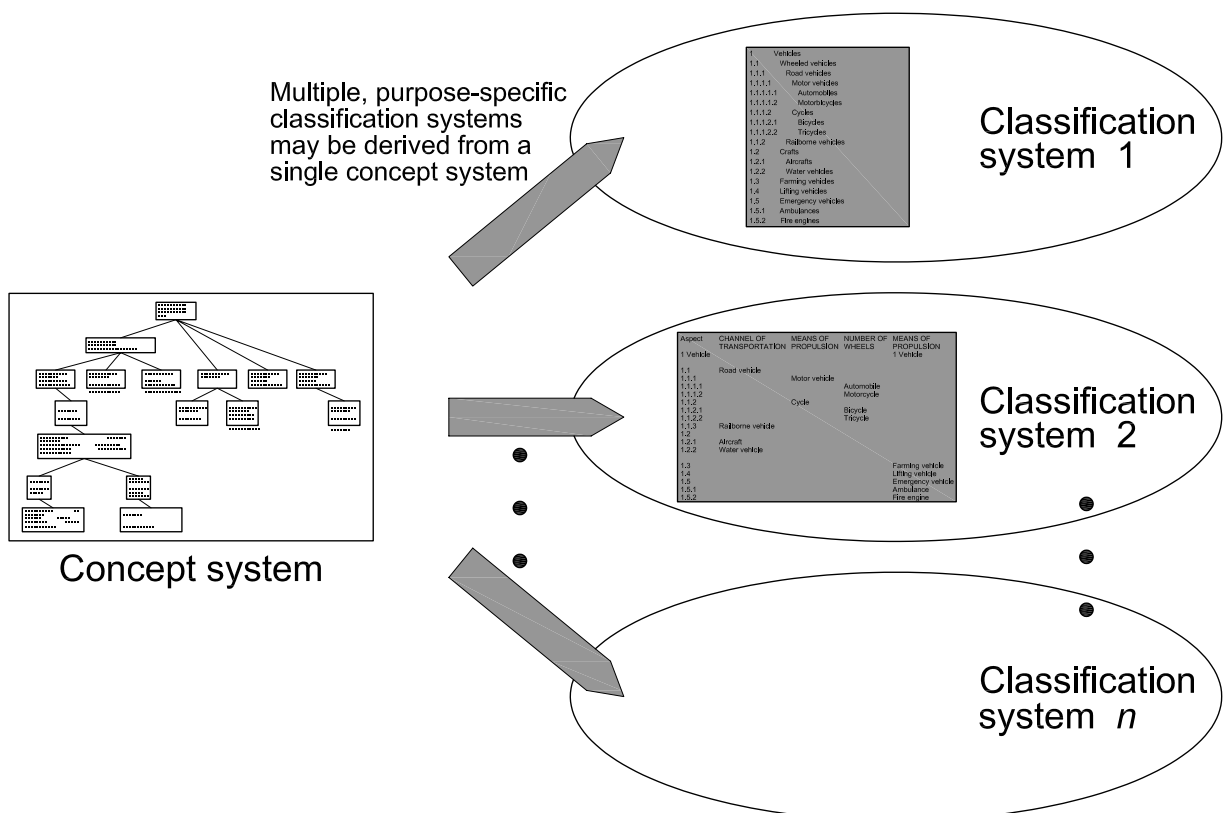 Multiple, purpose-specific
classification systems
may be derived from a
single concept system
1 Vehicles
1.1 Wheeled vehicles
1.1.1 Road vehicles
1.1.1.1 Motor vehicles
1.1.1.1.1 Automobiles
1.1.1.1.2 Motorbicycles
1.1.1.2 Cycles
1.1.1.2.1 Bicycles
1.1.1.2.2 Tricycles
1.1.2 Railborne vehicles
1.2 Crafts
1.2.1 Aircrafts
1.2.2 Water vehicles
1.3 Farming vehicles
1.4 Lifting vehicles
1.5 Emergency vehicles
1.5.1 Ambulances
1.5.2 Fire engines
Classification
system 1
Concept system
Aspect CHANNEL OF MEANS OF NUMBER OF MEANS OF
TRANSPORTATION PROPULSION WHEELS PROPULSION
1 Vehicle 1 Vehicle
1.1 Road vehicle
1.1.1 Motor vehicle
1.1.1.1 Automobile
1.1.1.2 Motorcycle
1.1.2 Cycle
1.1.2.1 Bicycle
1.1.2.2 Tricycle
1.1.3 Railborne vehicle
1.2
1.2.1 Aircraft
1.2.2 Water vehicle
1.3 Farming vehicle
1.4 Lifting vehicle
1.5 Emergency vehicle
1.5.1 Ambulance
1.5.2 Fire engine
Classification
system 2
Classification
system n